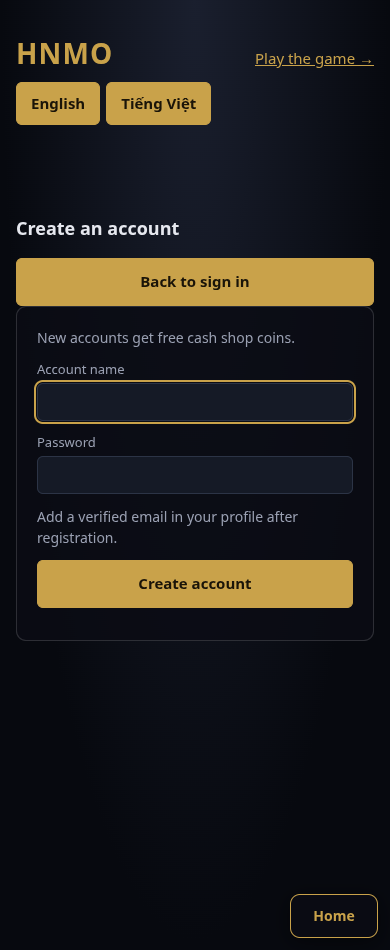 HNMO
Play the game →
English
Tiếng Việt
Create an account
Back to sign in
New accounts get free cash shop coins.
Account name
Password
Add a verified email in your profile after
registration.
Create account
Home